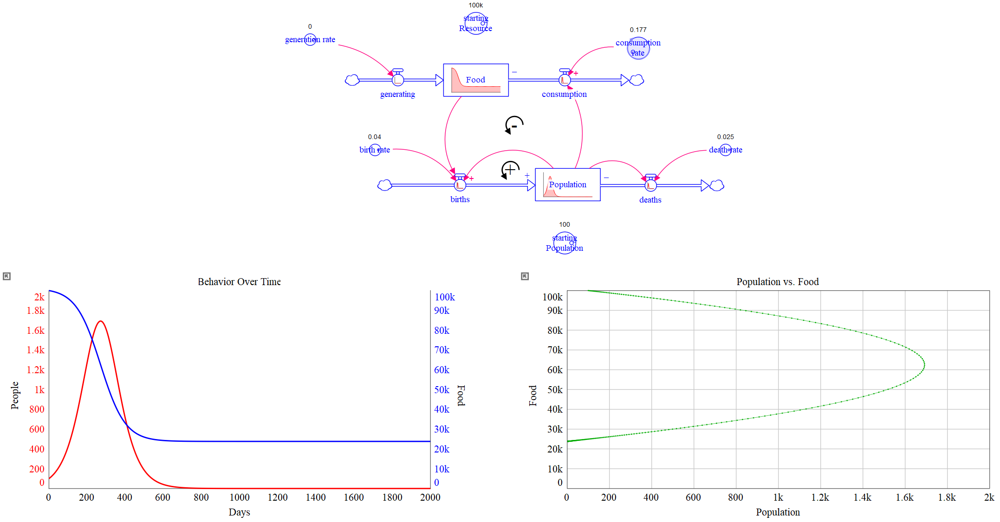 100k
starting
Resource
0
generation rate
0.177
consumption
rate
Food
–
+
generating
consumption
-
0.04
birth rate
0.025
death rate
+
+
+
–
Population
births
deaths
100
starting
Population
Behavior Over Time
2k
1.8k
1.6k
1.4k
1.2k
1k
800
600
400
200
0
People
100k
90k
80k
70k
60k
50k
40k
30k
20k
10k
0
Food
0 200 400 600 800 1000 1200 1400 1600 1800 2000
Days
Population vs. Food
100k
90k
80k
70k
60k
50k
40k
30k
20k
10k
0
Food
0 200 400 600 800 1k 1.2k 1.4k 1.6k 1.8k 2k
Population